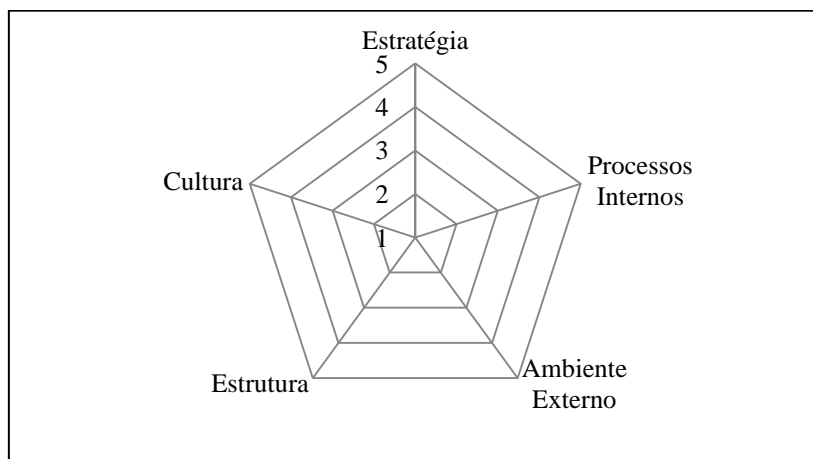 Estratégia
5
4
3
2
1
Processos
Internos
Cultura
Estrutura
Ambiente
Externo